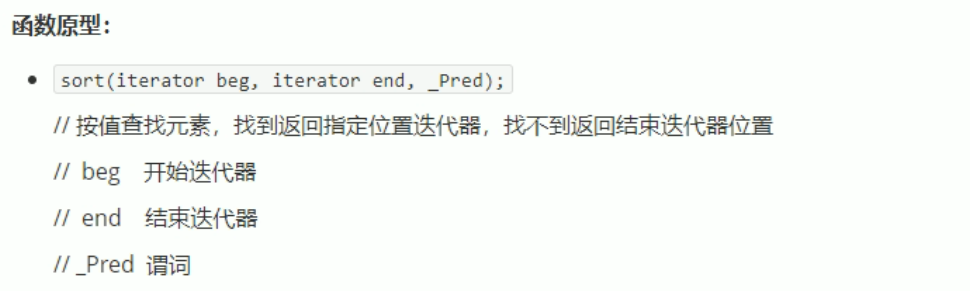 函数原型：
• sort(iterator beg, iterator end, _Pred);
// 按值查找元素，找到返回指定位置迭代器，找不到返回结束迭代器位置
// beg 开始迭代器
// end 结束迭代器
// _Pred 谓词